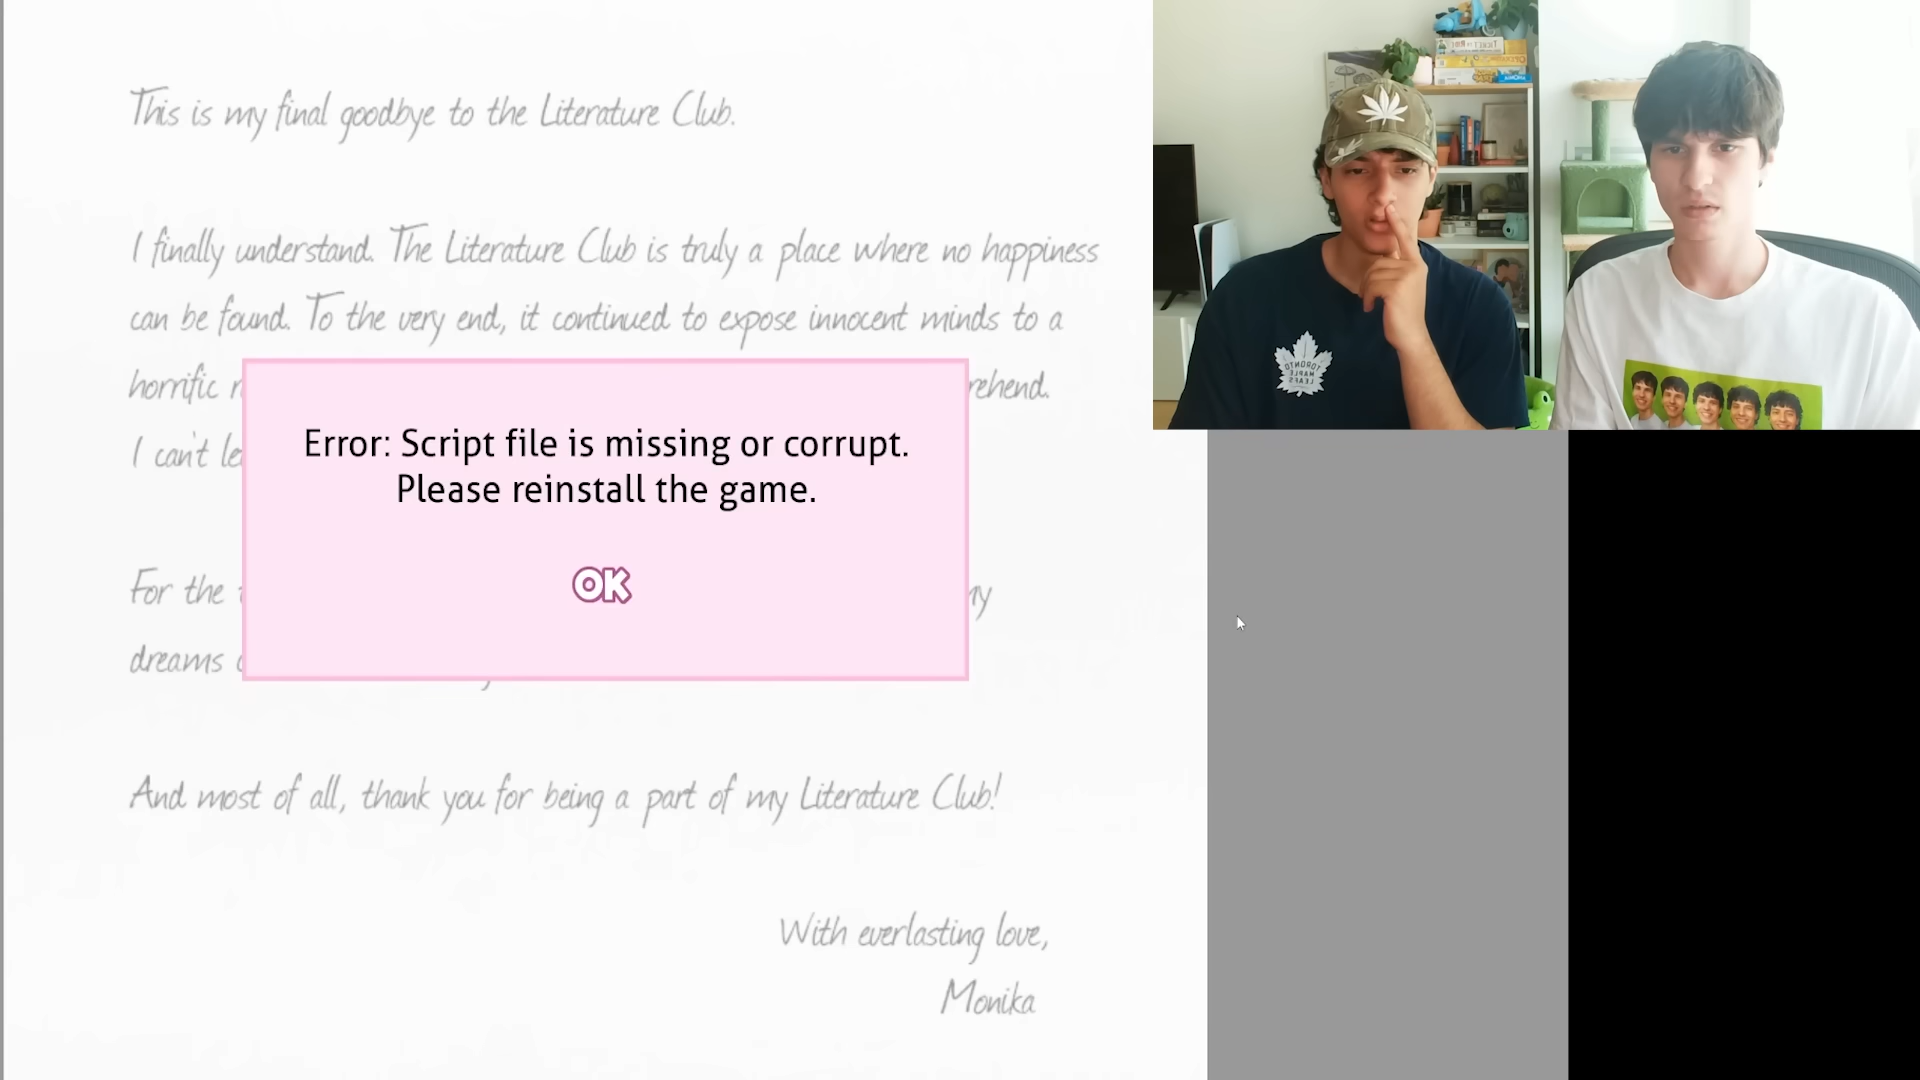 This is my final goodbye to the Literature Club.
I finally understand. The Literature Club is truly a place where no happiness
can be found. To the very end, it continued to expose innocent minds to a
horrific
I can't
Error: Script file is missing or corrupt.
Please reinstall the game.
OK
For the
dreams
And most of all, thank you for being a part of my Literature Club!
With everlasting love,
Monika
TORONTO
MAPLE
LEAFS